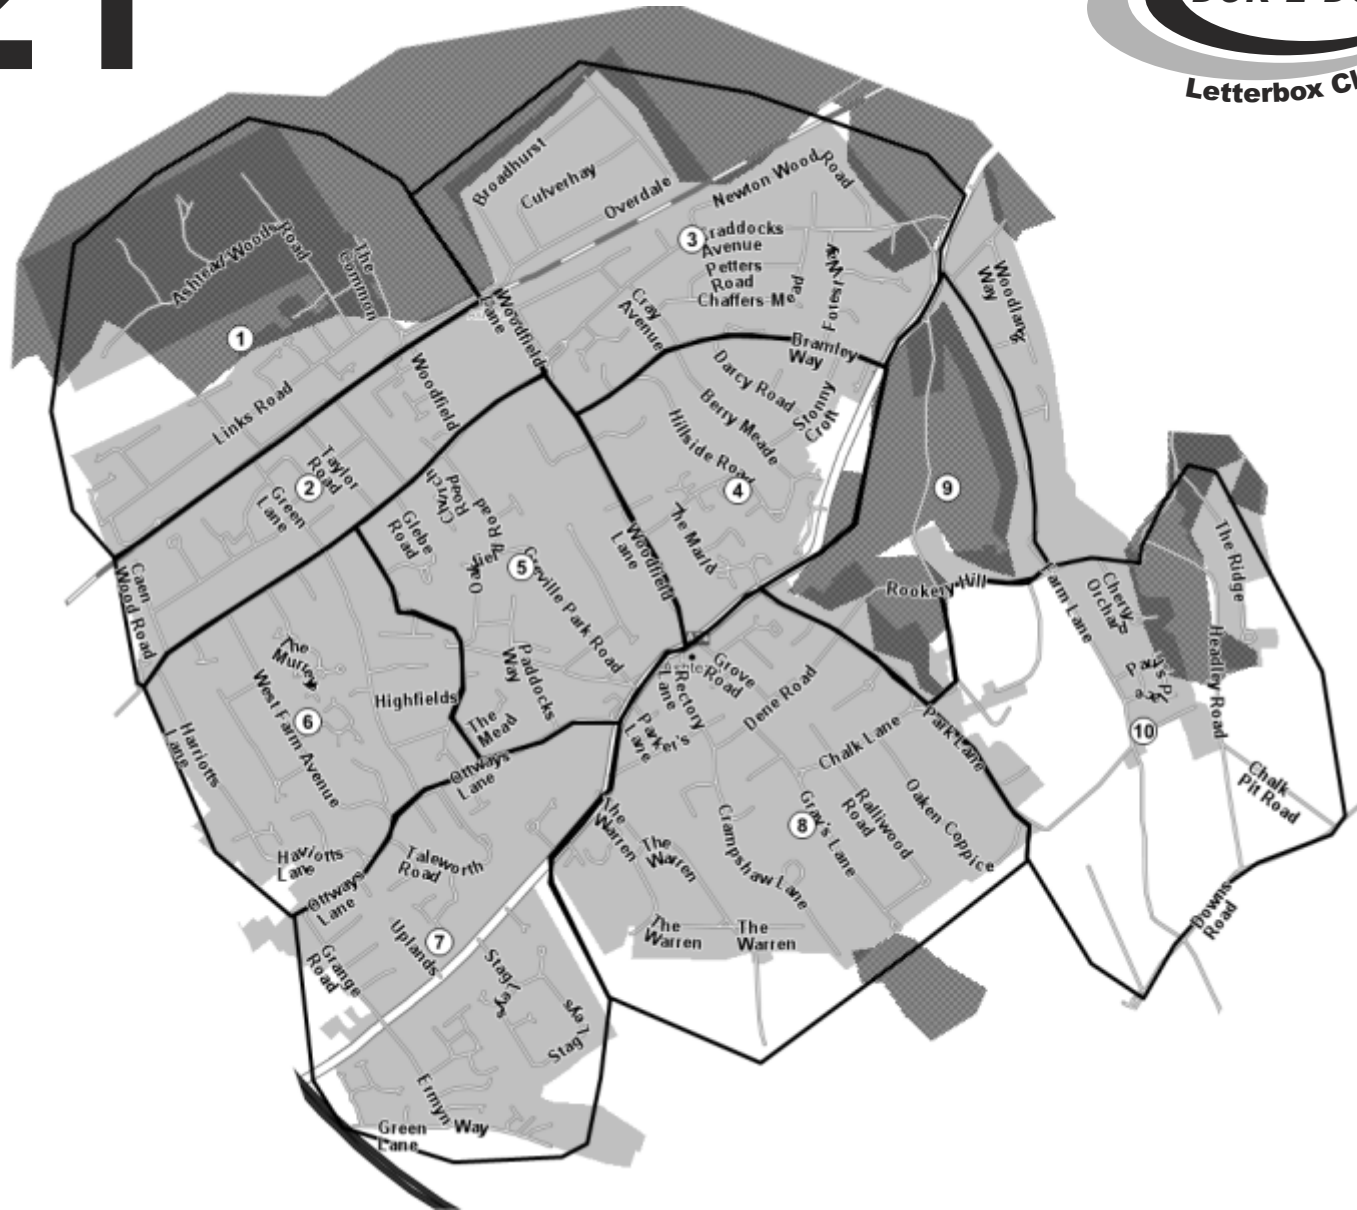 21
Letterbox
Broadhurst
Culverhay
Overdale
Newton Wood
Road
Ashtead Woods
Road
The
Common
3
Craddocks
Avenue
Petters
Road
Chaffers Mead
Forest Way
Woodlands
Way
1
Woodfield
Lane
Cray
Avenue
Bramley
Way
Links Road
Woodfield
Darcy Road
Berry Meade
Stonny
Croft
Hillside Road
Taylor
Road
2
Green
Lane
Church
Road
Glebe
Road
4
9
The Marld
Woodfield
Lane
5
Greville Park Road
Caen
Wood Road
Rookery Hill
Farm Lane
Cherry
Orchard
The Ridge
The
Murreys
West Farm Avenue
Highfields
Paddocks
Way
The
Mead
Grove
Road
Rectory
Lane
Dene Road
Parker's
Lane
Headley Road
6
Harriotts
Lane
Ottways
Lane
Chalk Lane
Park Lane
10
Chalk
Pit Road
The
Warren
The
Warren
Crampshaw Lane
8
Gray's Lane
Ralliwood
Road
Oaken Coppice
Harriotts
Lane
Taleworth
Road
Ottways
Lane
The
Warren
The
Warren
Downs
Road
Grange
Road
Uplands
7
Stag Leys
Stag Leys
Ermyn Way
Green
Lane